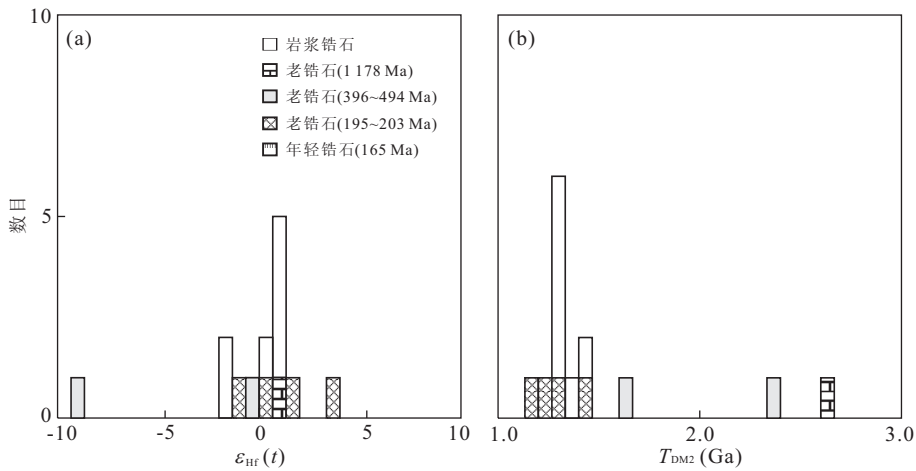 10
(a)
岩浆锆石
老锆石(1 178 Ma)
老锆石(396~494 Ma)
老锆石(195~203 Ma)
年轻锆石(165 Ma)
数目
5
0
-10
-5
0
5
10
εHf (t)
(b)
1.0
2.0
3.0
TDM2 (Ga)